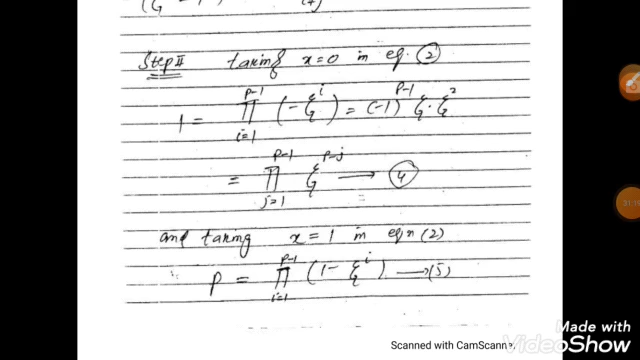 Step II taking x=0 in eq. (2)
1 = ∏_{i=1}^{p-1} (-ξ^i) = (-1)^{p-1} ξ · ξ^2
= ∏_{j=1}^{p-1} ξ^{p-j} → (4)
and taking x = 1 in eqn (2)
p = ∏_{i=1}^{p-1} (1 - ξ^i) → (5)
Scanned with CamScanne
Made with
VideoShow